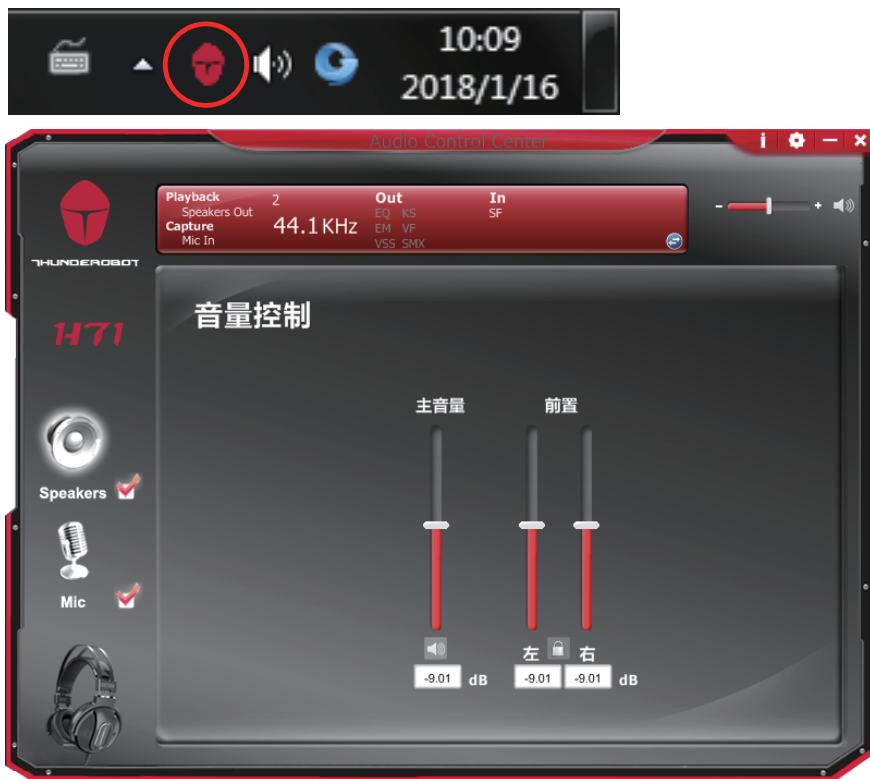 10:09
2018/1/16
Audio Control Center
i
Playback 2 Out In
Speakers Out EQ KS SF
Capture 44.1KHz EM VF
Mic In VSS SMX
- +
THUNDEROBOT
H71
音量控制
主音量 前置
Speakers
Mic
左 右
-9.01 dB -9.01 -9.01 dB